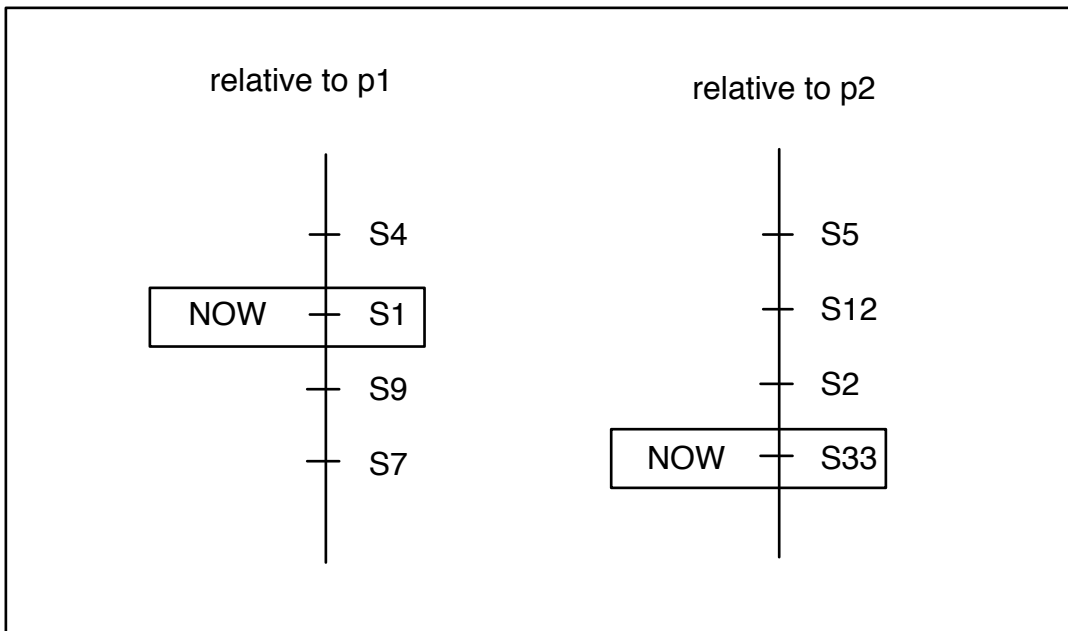 relative to p1
S4
NOW S1
S9
S7
relative to p2
S5
S12
S2
NOW S33